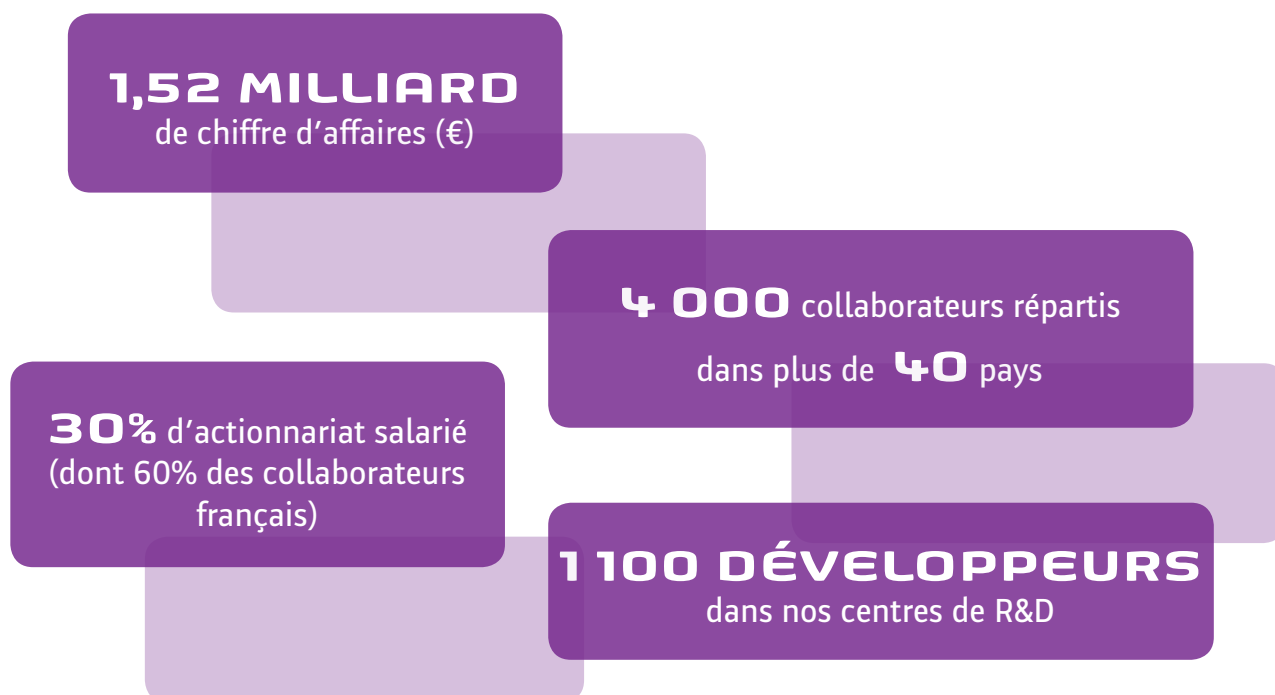 1,52 MILLIARD
de chiffre d’affaires (€)
4 000 collaborateurs répartis
dans plus de 40 pays
30% d’actionnariat salarié
(dont 60% des collaborateurs
français)
1 100 DÉVELOPPEURS
dans nos centres de R&D